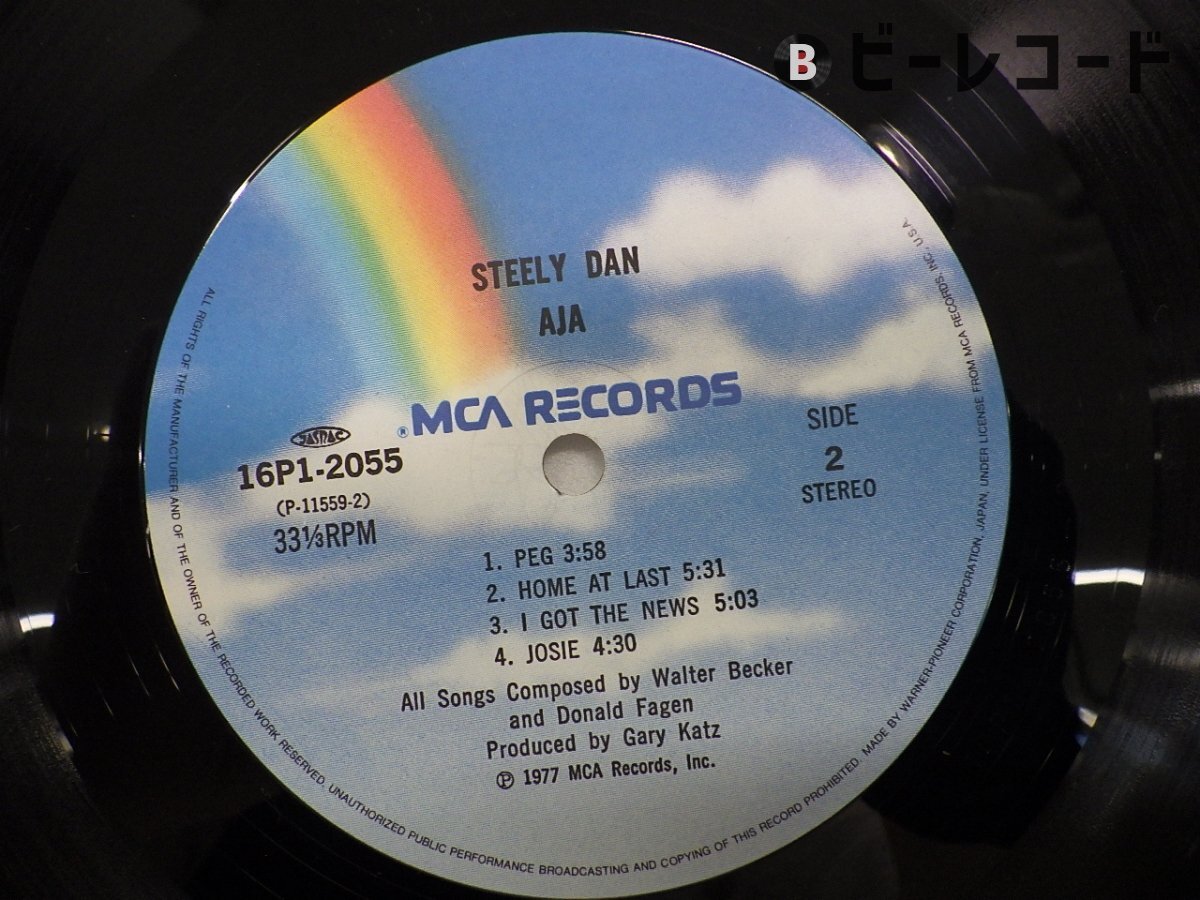 B ビーレコード
STEELY DAN
AJA
® MCA RECORDS
JASRAC
16P1-2055
(P-11559-2)
33⅓RPM
SIDE
2
STEREO
1. PEG 3:58
2. HOME AT LAST 5:31
3. I GOT THE NEWS 5:03
4. JOSIE 4:30
All Songs Composed by Walter Becker
and Donald Fagen
Produced by Gary Katz
℗ 1977 MCA Records, Inc.
ALL RIGHTS OF THE MANUFACTURER AND OF THE OWNER OF THE RECORDED WORK RESERVED. UNAUTHORIZED PUBLIC PERFORMANCE BROADCASTING AND COPYING OF THIS RECORD PROHIBITED. MADE BY WARNER-PIONEER CORPORATION, JAPAN, UNDER LICENSE FROM MCA RECORDS, INC., U.S.A.